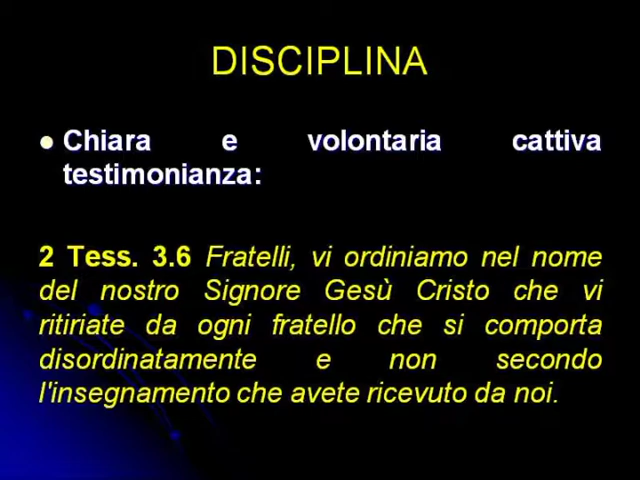 DISCIPLINA
Chiara e volontaria cattiva
testimonianza:
2 Tess. 3.6 Fratelli, vi ordiniamo nel nome
del nostro Signore Gesù Cristo che vi
ritiriate da ogni fratello che si comporta
disordinatamente e non secondo
l'insegnamento che avete ricevuto da noi.